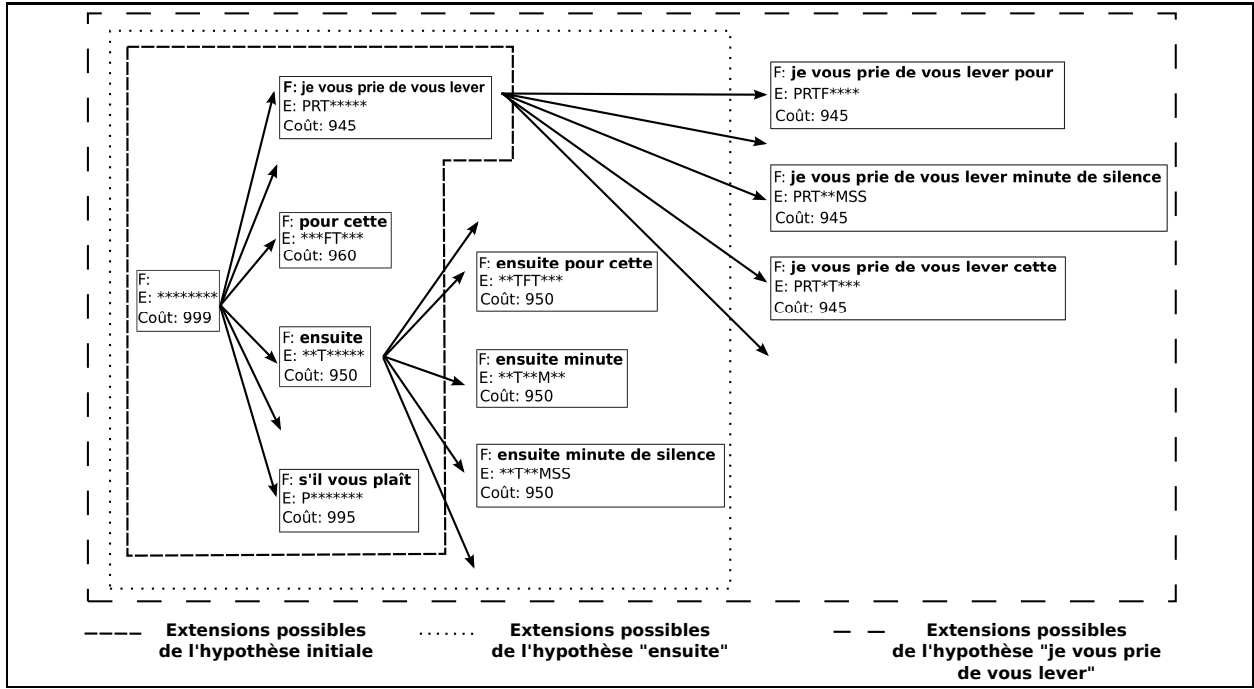 F:
E: ********
Coût: 999
F: je vous prie de vous lever
E: PRT*****
Coût: 945
F: pour cette
E: ***FT***
Coût: 960
F: ensuite
E: **T*****
Coût: 950
F: s'il vous plaît
E: P*******
Coût: 995
F: ensuite pour cette
E: **TFT***
Coût: 950
F: ensuite minute
E: **T**M**
Coût: 950
F: ensuite minute de silence
E: **T**MSS
Coût: 950
F: je vous prie de vous lever pour
E: PRTF****
Coût: 945
F: je vous prie de vous lever minute de silence
E: PRT**MSS
Coût: 945
F: je vous prie de vous lever cette
E: PRT*T***
Coût: 945
Extensions possibles
de l'hypothèse initiale
Extensions possibles
de l'hypothèse "ensuite"
Extensions possibles
de l'hypothèse "je vous prie
de vous lever"